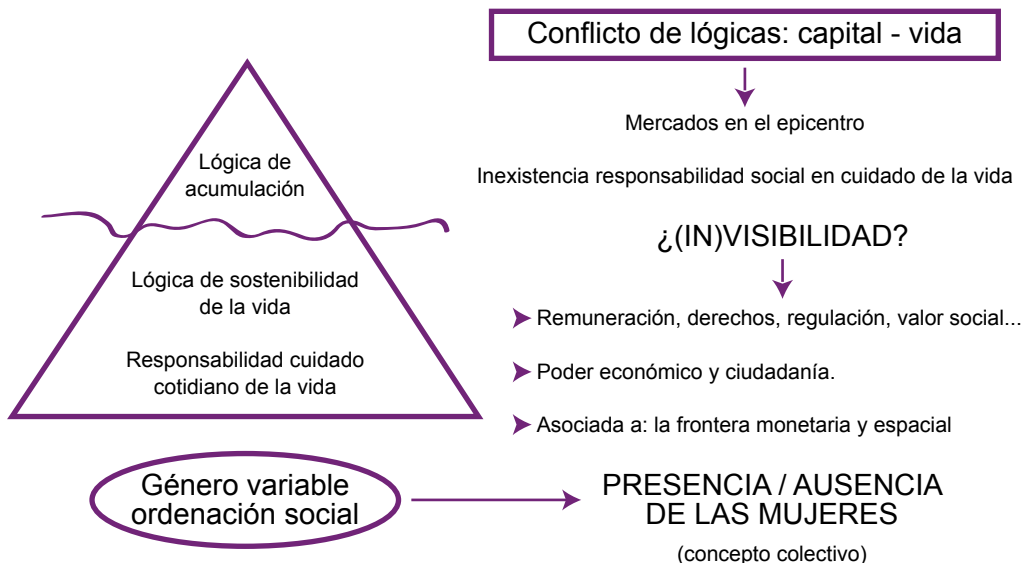 Conflicto de lógicas: capital - vida
Mercados en el epicentro
Inexistencia responsabilidad social en cuidado de la vida
¿(IN)VISIBILIDAD?
Remuneración, derechos, regulación, valor social...
Poder económico y ciudadanía.
Asociada a: la frontera monetaria y espacial
Lógica de
acumulación
Lógica de sostenibilidad
de la vida
Responsabilidad cuidado
cotidiano de la vida
Género variable
ordenación social
PRESENCIA / AUSENCIA
DE LAS MUJERES
(concepto colectivo)